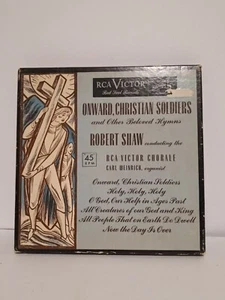 RCA VICTOR
Red Seal Records
ONWARD, CHRISTIAN SOLDIERS
and Other Beloved Hymns
ROBERT SHAW conducting the
RCA VICTOR CHORALE
CARL WEINRICH, organist
45
RPM
Onward, Christian Soldiers
Holy, Holy, Holy
O God, Our Help in Ages Past
All Creatures of our God and King
All People That on Earth Do Dwell
Now the Day Is Over